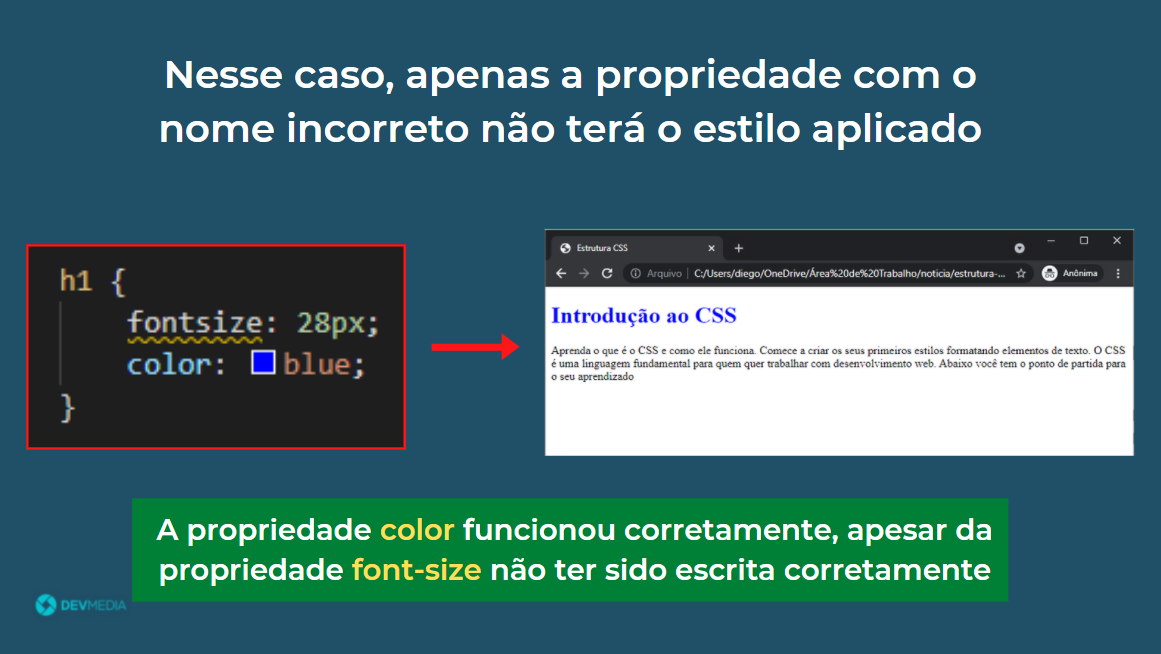 Nesse caso, apenas a propriedade com o
nome incorreto não terá o estilo aplicado
h1 {
fontsize: 28px;
color: blue;
}
Estrutura CSS
Arquivo | C:/Users/diego/OneDrive/Área%20de%20Trabalho/noticia/estrutura-... Anônima
Introdução ao CSS
Aprenda o que é o CSS e como ele funciona. Comece a criar os seus primeiros estilos formatando elementos de texto. O CSS
é uma linguagem fundamental para quem quer trabalhar com desenvolvimento web. Abaixo você tem o ponto de partida para
o seu aprendizado
A propriedade color funcionou corretamente, apesar da
propriedade font-size não ter sido escrita corretamente
DEVMEDIA